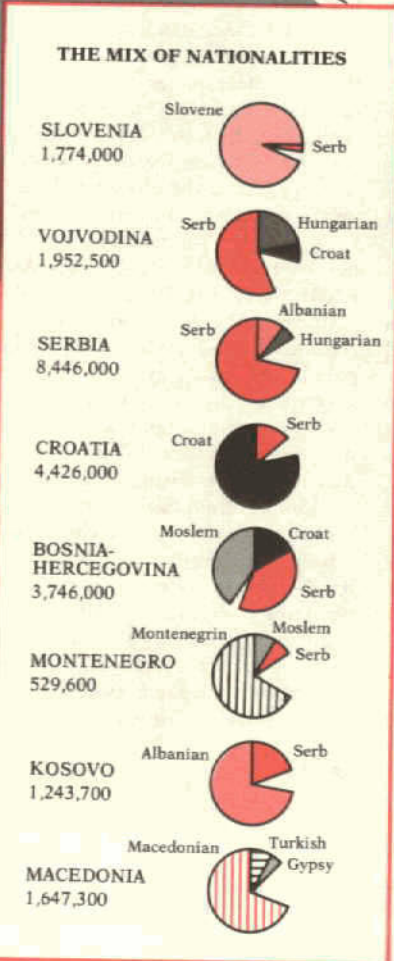 THE MIX OF NATIONALITIES
Slovene
SLOVENIA
1,774,000
Serb
Serb
Hungarian
VOJVODINA
1,952,500
Croat
Albanian
Serb
Hungarian
SERBIA
8,446,000
Serb
Croat
CROATIA
4,426,000
Moslem
Croat
BOSNIA-
HERCEGOVINA
3,746,000
Serb
Moslem
Montenegrin
Serb
MONTENEGRO
529,600
Albanian
Serb
KOSOVO
1,243,700
Macedonian
Turkish
Gypsy
MACEDONIA
1,647,300